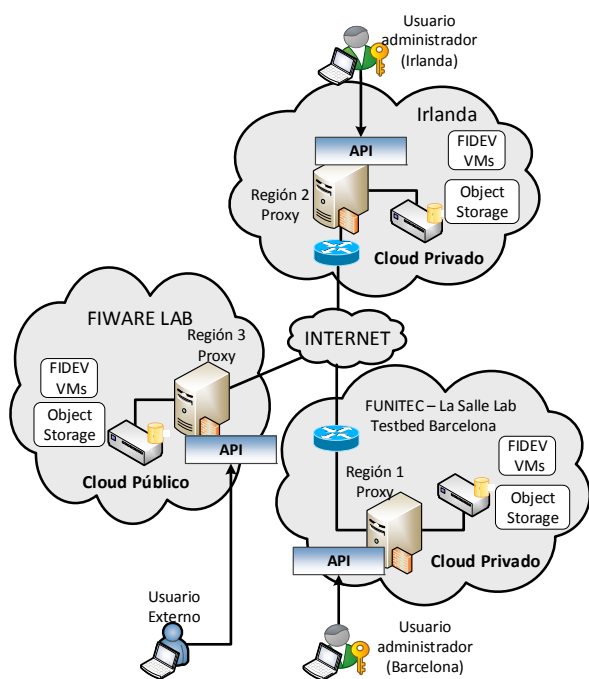 Usuario
administrador
(Irlanda)
Irlanda
API
FIDEV
VMs
Región 2
Proxy
Object
Storage
Cloud Privado
FIWARE LAB
INTERNET
Región 3
Proxy
FIDEV
VMs
Object
Storage
API
Cloud Público
FUNITEC – La Salle Lab
Testbed Barcelona
FIDEV
VMs
Región 1
Proxy
Object
Storage
API
Cloud Privado
Usuario
Externo
Usuario
administrador
(Barcelona)